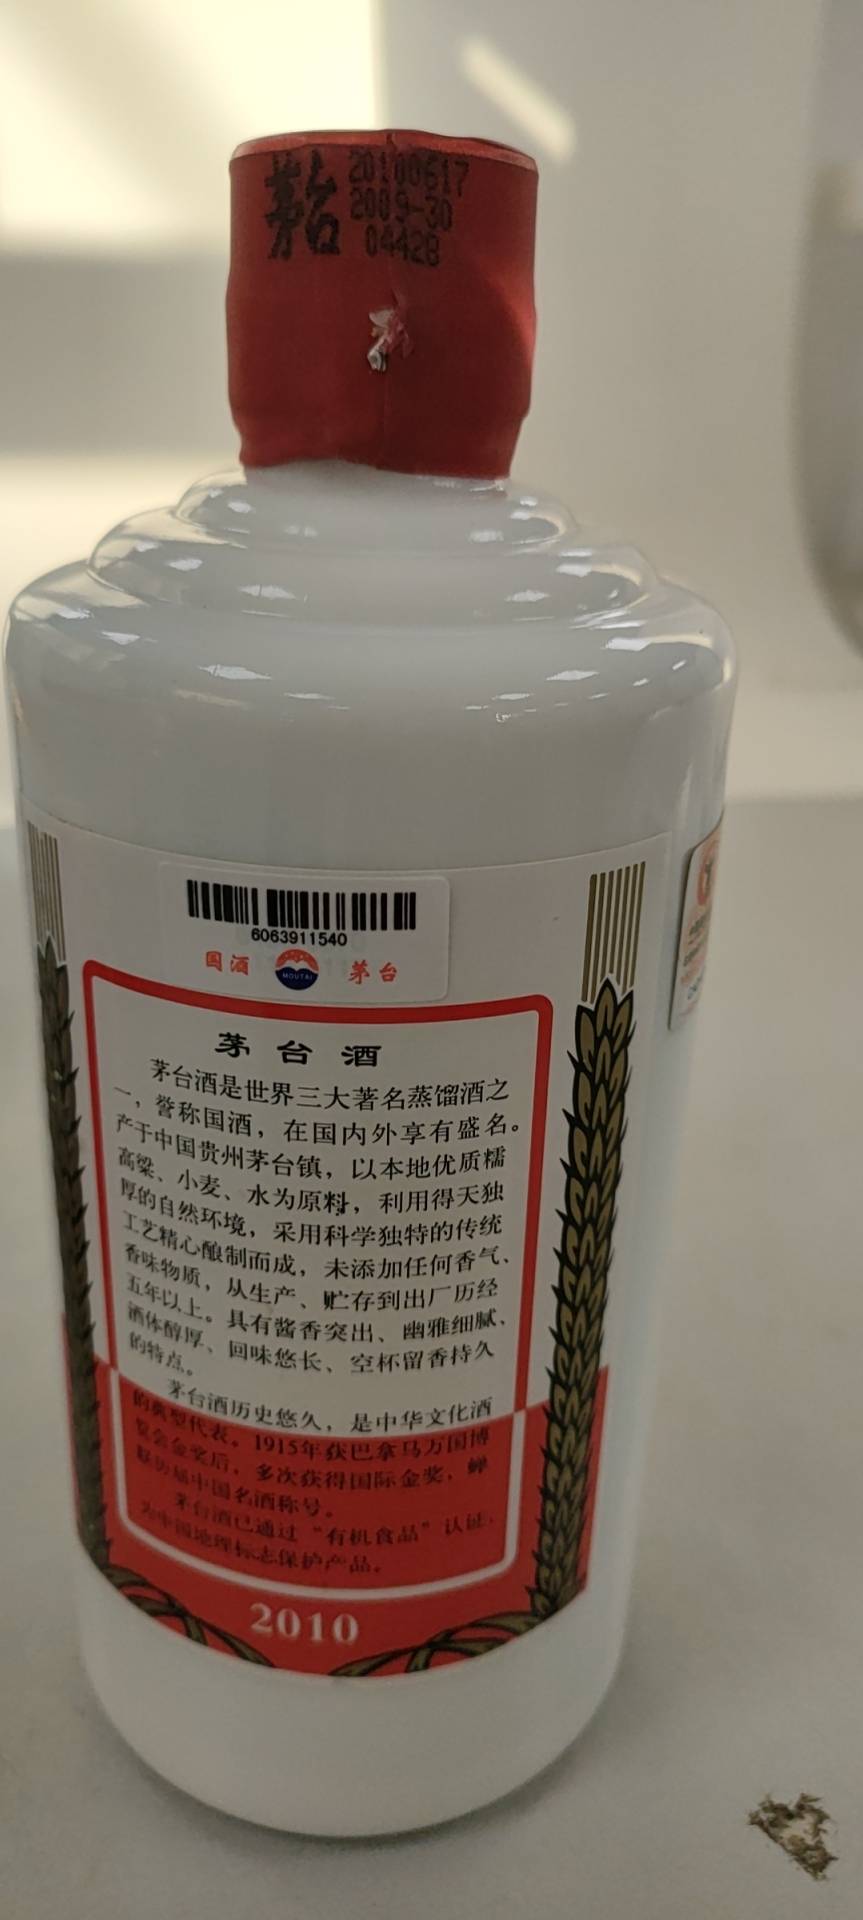 茅台
20100617
2009-30
04428
6063911540
国酒 MOUTAI 茅台
茅台酒
茅台酒是世界三大著名蒸馏酒之
一，誉称国酒，在国内外享有盛名。
产于中国贵州茅台镇，以本地优质糯
高粱、小麦、水为原料，利用得天独
厚的自然环境，采用科学独特的传统
工艺精心酿制而成，未添加任何香气、
香味物质，从生产、贮存到出厂历经
五年以上。具有酱香突出、幽雅细腻、
酒体醇厚、回味悠长、空杯留香持久
的特点。
茅台酒历史悠久，是中华文化酒
的典型代表。1915年获巴拿马万国博
览会金奖后，多次获得国际金奖，蝉
联历届中国名酒称号。
茅台酒已通过“有机食品”认证，
为中国地理标志保护产品。
2010